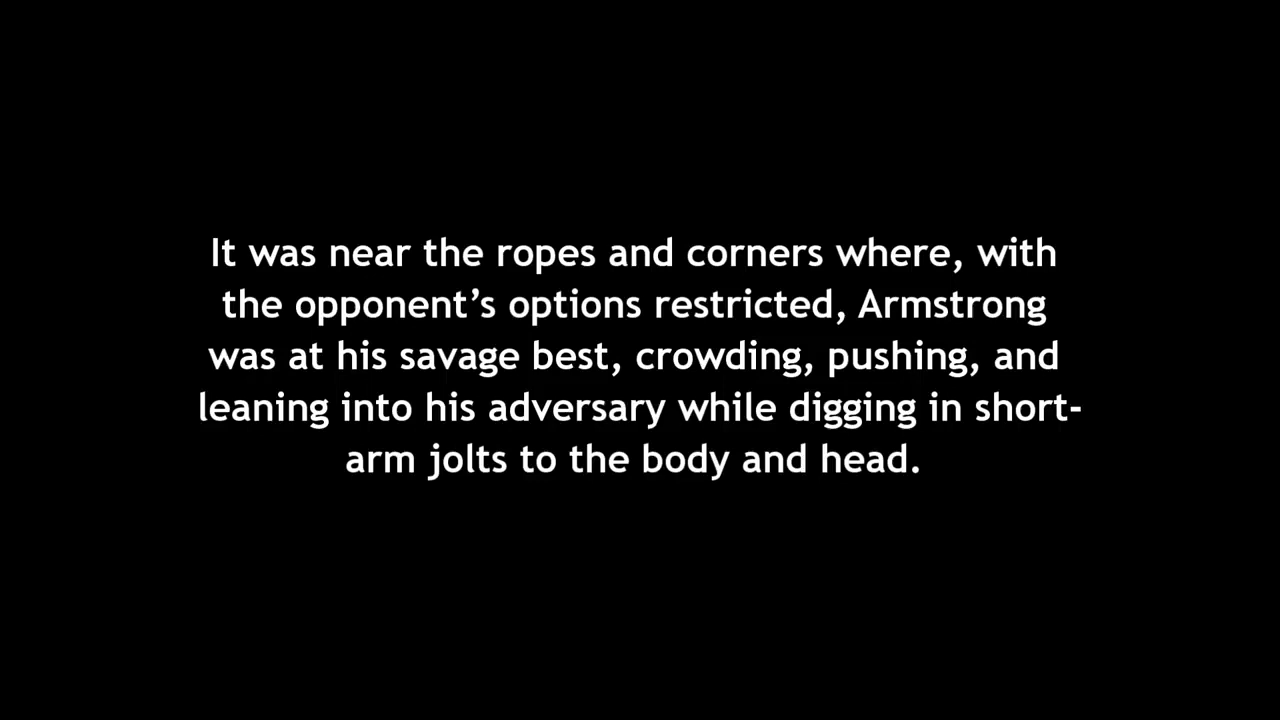 It was near the ropes and corners where, with
the opponent’s options restricted, Armstrong
was at his savage best, crowding, pushing, and
leaning into his adversary while digging in short-
arm jolts to the body and head.